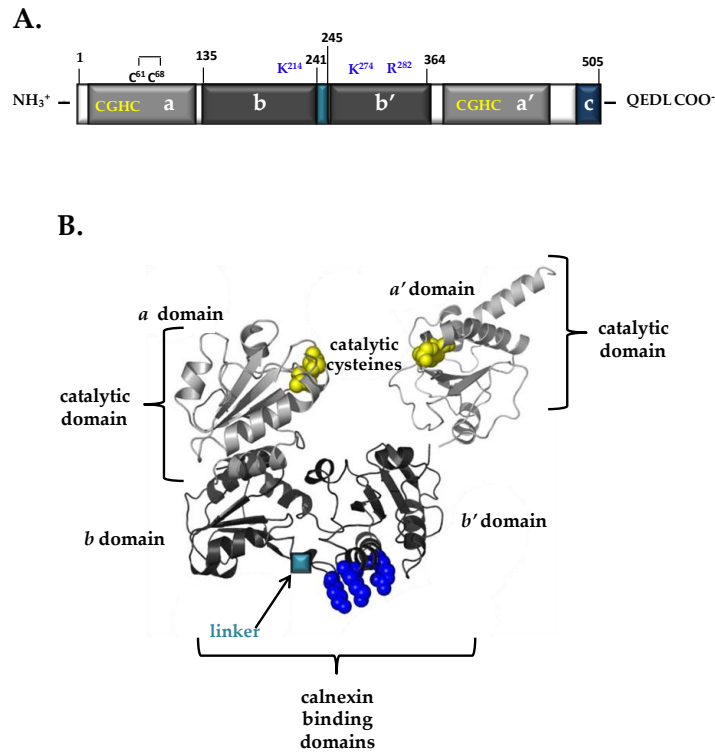 A.
1 135 241 245 364 505
C⁶¹ C⁶⁸ K²¹⁴ K²⁷⁴ R²⁸²
NH₃⁺ CGHC a b b′ CGHC a′ c QEDL COO⁻
B.
a domain
a′ domain
catalytic
cysteines
catalytic
domain
catalytic
domain
b domain
b′ domain
linker
calnexin
binding
domains